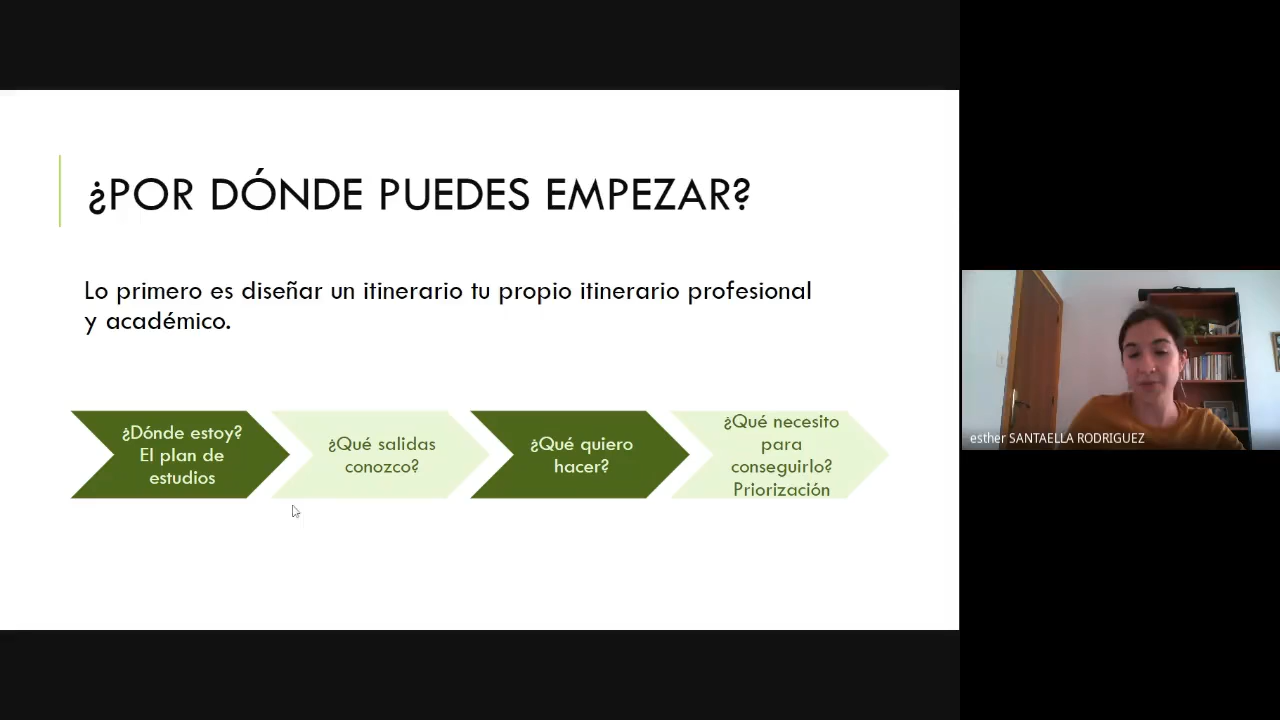 ¿POR DÓNDE PUEDES EMPEZAR?
Lo primero es diseñar un itinerario tu propio itinerario profesional
y académico.
¿Dónde estoy?
El plan de
estudios
¿Qué salidas
conozco?
¿Qué quiero
hacer?
¿Qué necesito
para
conseguirlo?
Priorización
esther SANTAELLA RODRIGUEZ